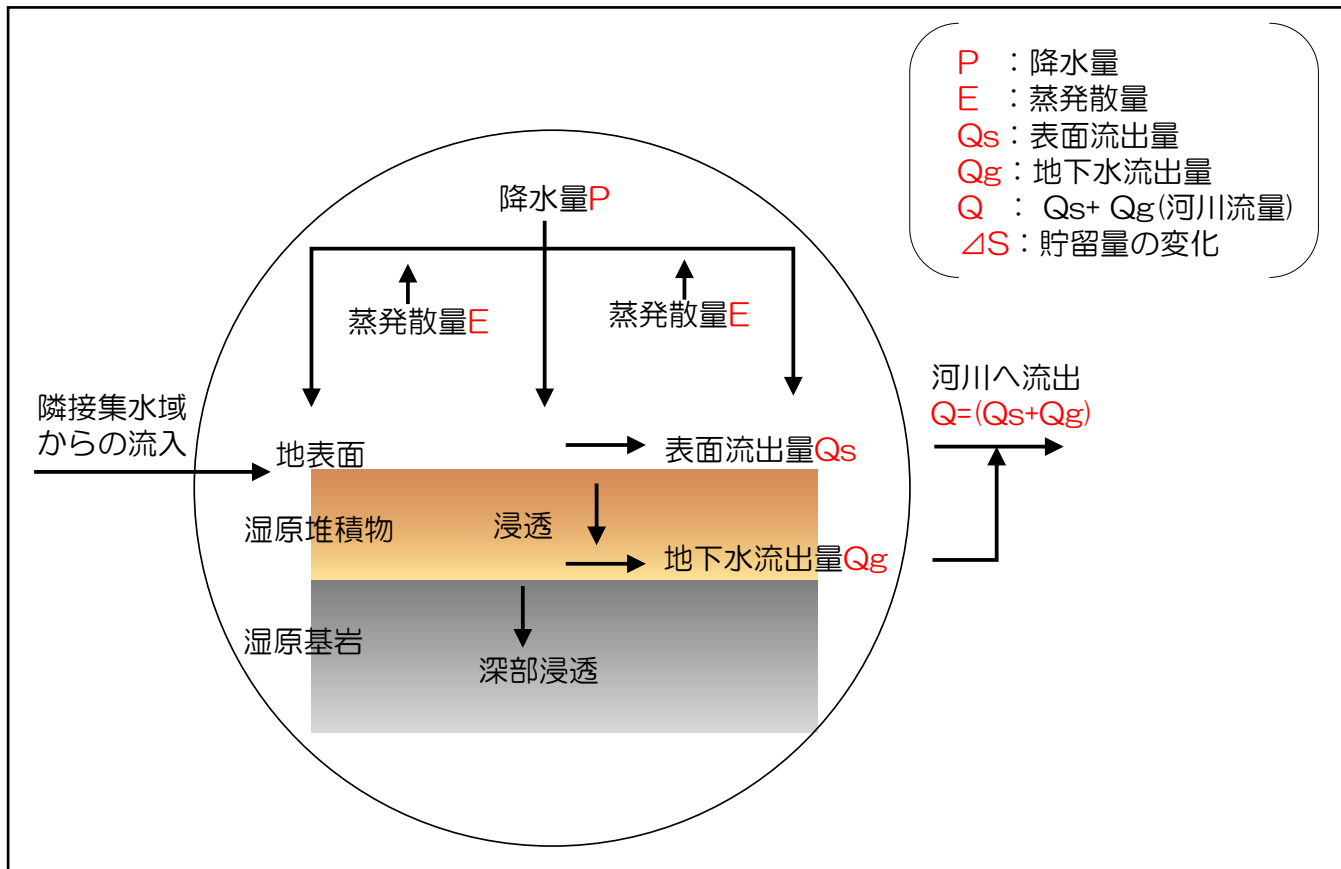 P ：降水量
E ：蒸発散量
Qs：表面流出量
Qg：地下水流出量
Q ： Qs+ Qg(河川流量)
⊿S：貯留量の変化
降水量P
蒸発散量E
蒸発散量E
隣接集水域
からの流入
地表面
表面流出量Qs
河川へ流出
Q=(Qs+Qg)
湿原堆積物
浸透
地下水流出量Qg
湿原基岩
深部浸透